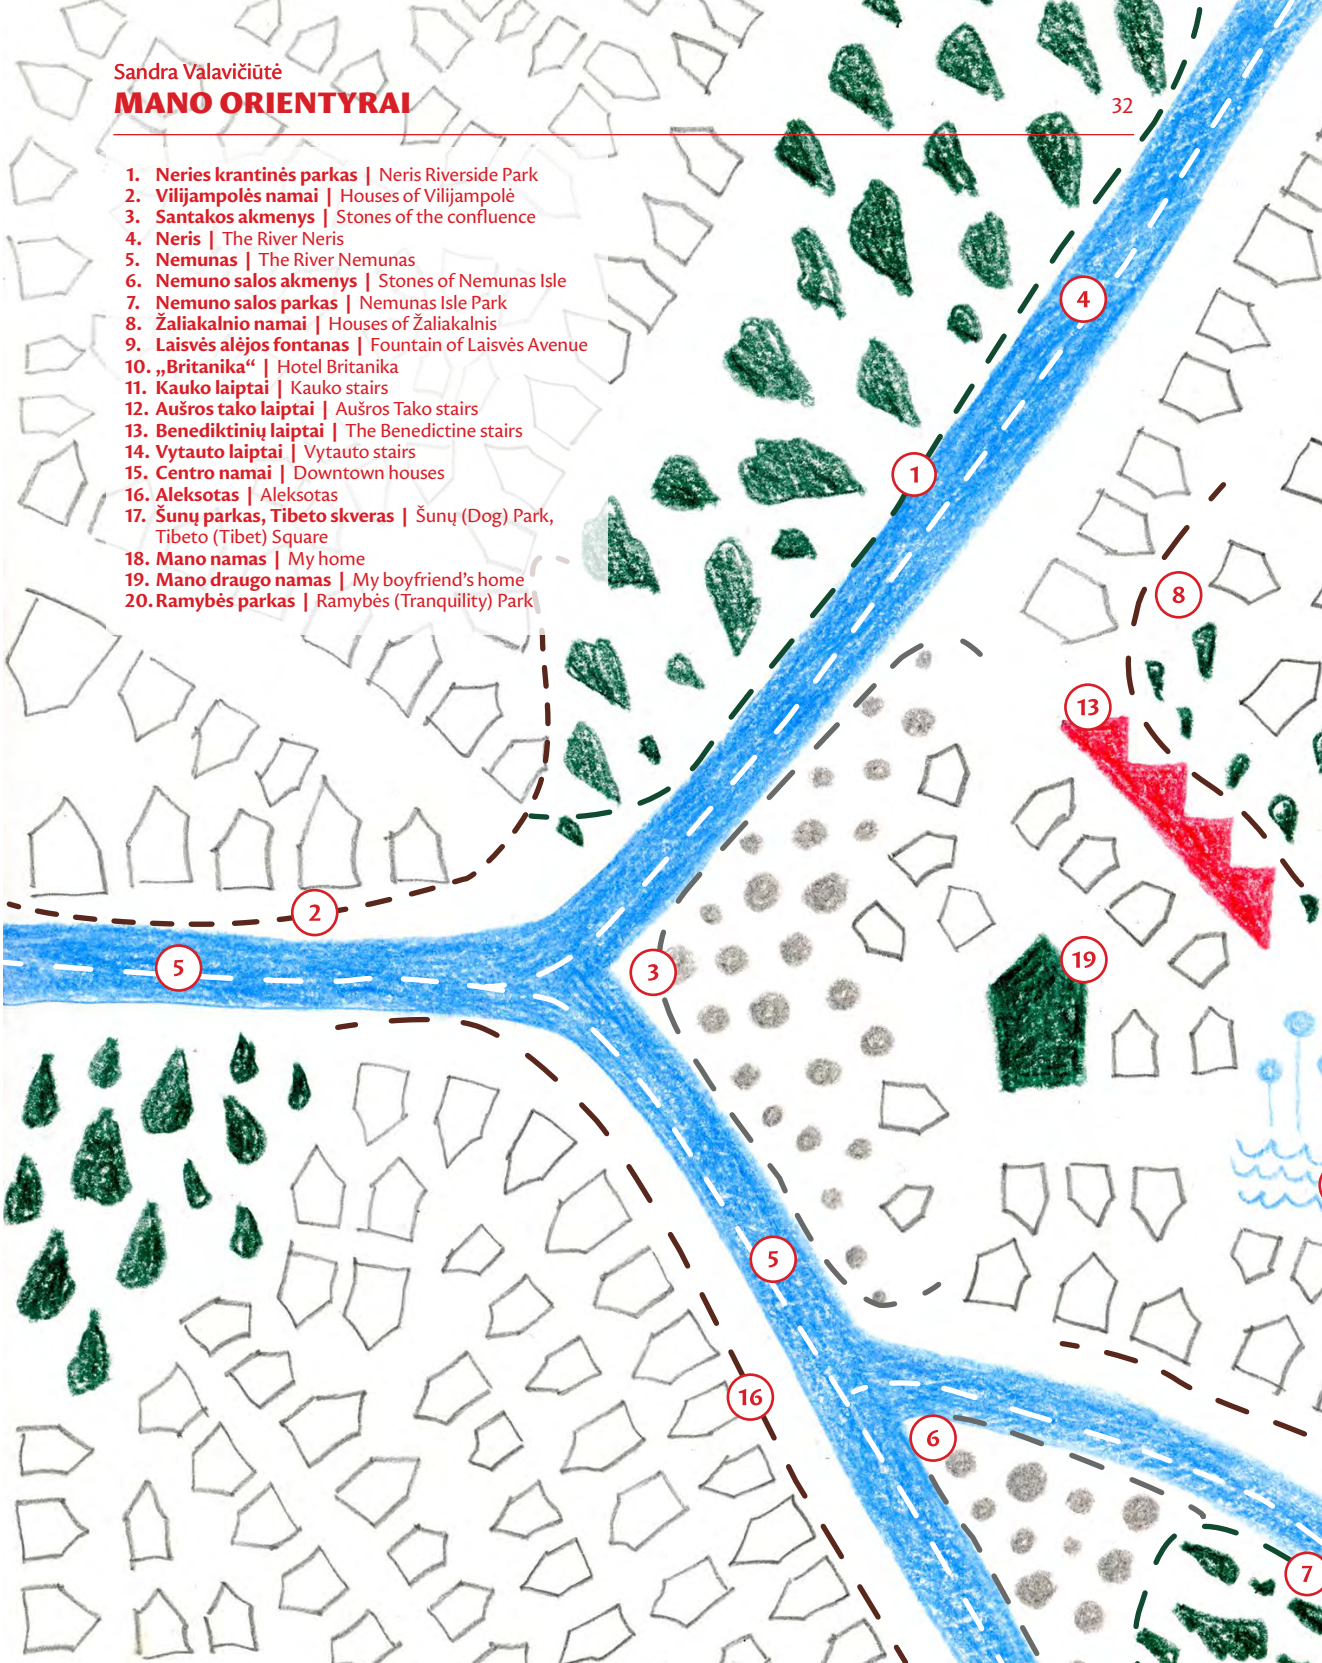 Sandra Valavičiūtė
MANO ORIENTYRAI
32
1. Neries krantinės parkas | Neris Riverside Park
2. Vilijampolės namai | Houses of Vilijampolė
3. Santakos akmenys | Stones of the confluence
4. Neris | The River Neris
5. Nemunas | The River Nemunas
6. Nemuno salos akmenys | Stones of Nemunas Isle
7. Nemuno salos parkas | Nemunas Isle Park
8. Žaliakalnio namai | Houses of Žaliakalnis
9. Laisvės alėjos fontanas | Fountain of Laisvės Avenue
10. „Britanika“ | Hotel Britanika
11. Kauko laiptai | Kauko stairs
12. Aušros tako laiptai | Aušros Tako stairs
13. Benediktinių laiptai | The Benedictine stairs
14. Vytauto laiptai | Vytauto stairs
15. Centro namai | Downtown houses
16. Aleksotas | Aleksotas
17. Šunų parkas, Tibeto skveras | Šunų (Dog) Park,
Tibeto (Tibet) Square
18. Mano namas | My home
19. Mano draugo namas | My boyfriend's home
20. Ramybės parkas | Ramybės (Tranquility) Park
4
1
8
13
2
5
3
19
5
16
6
7